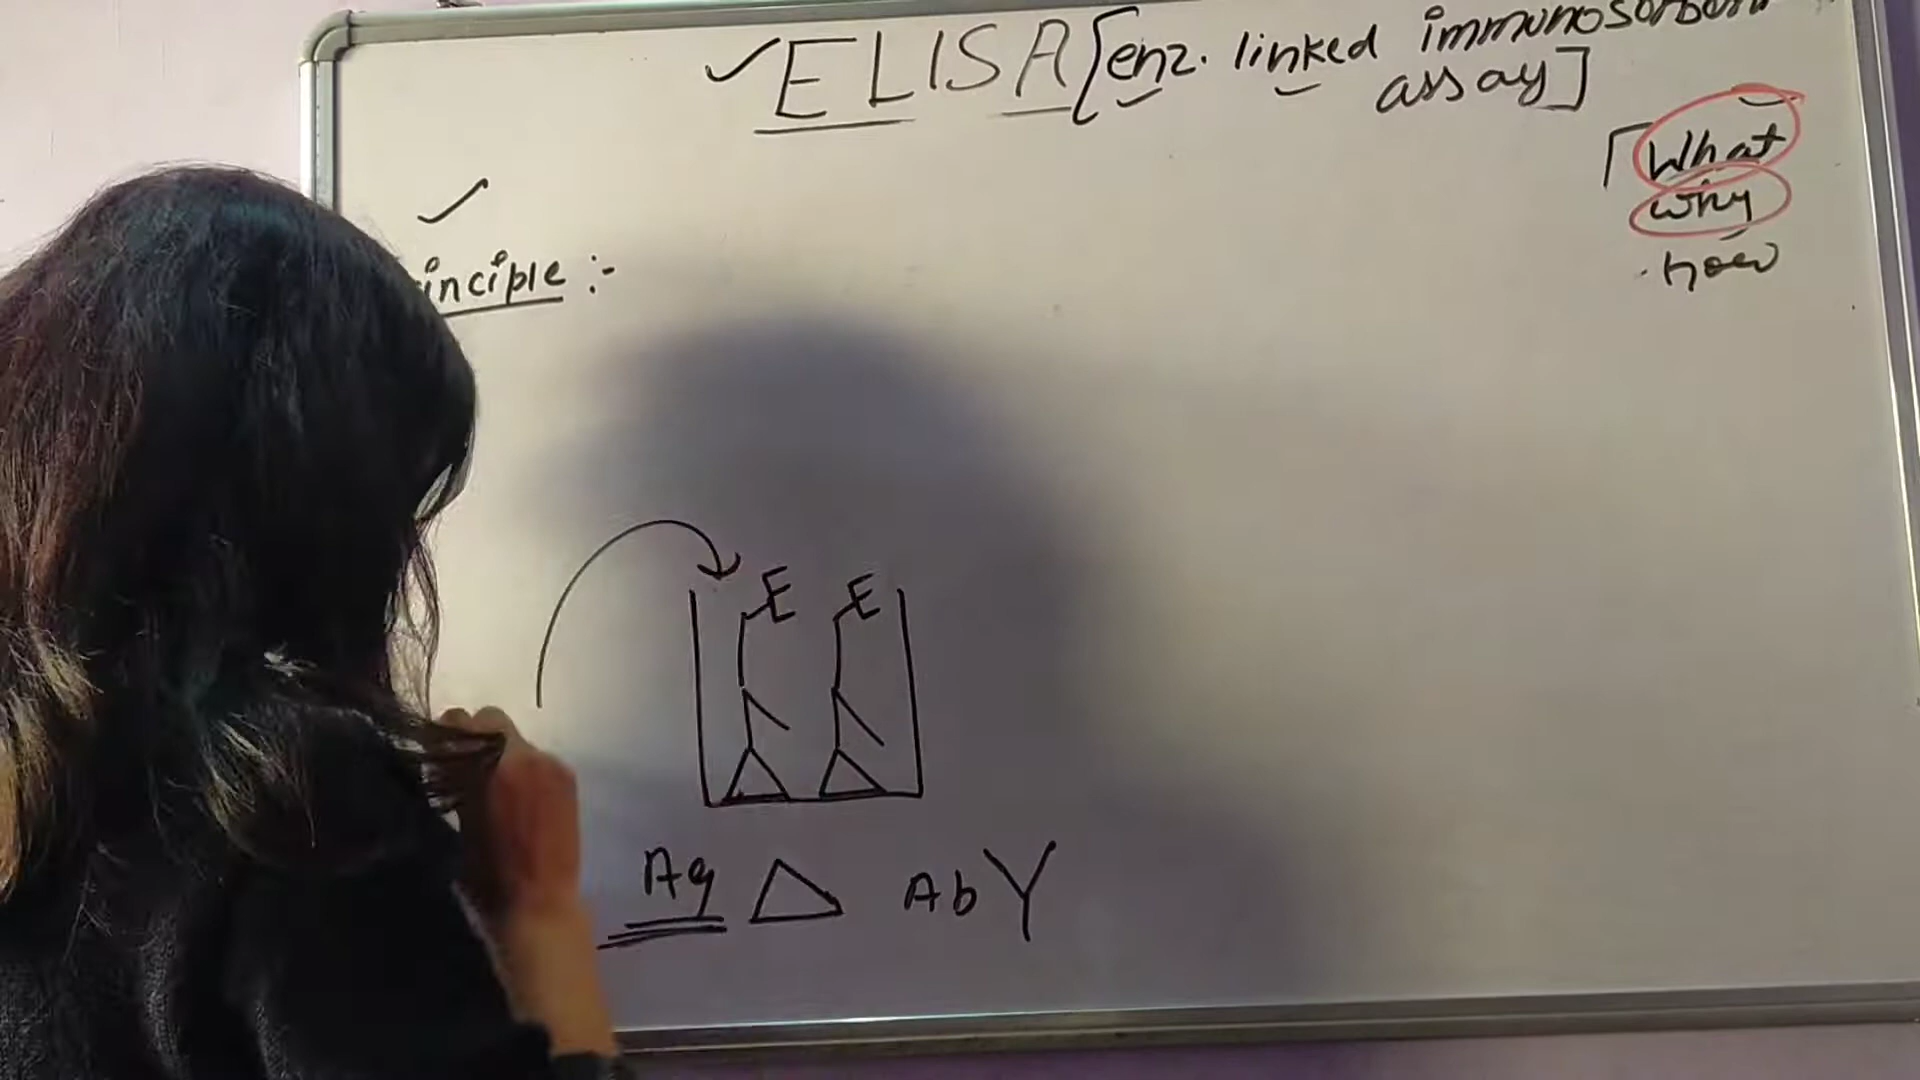 ELISA [enz. linked immunosorbent
assay]
What
why
how
inciple :-
E E
Ag Ab